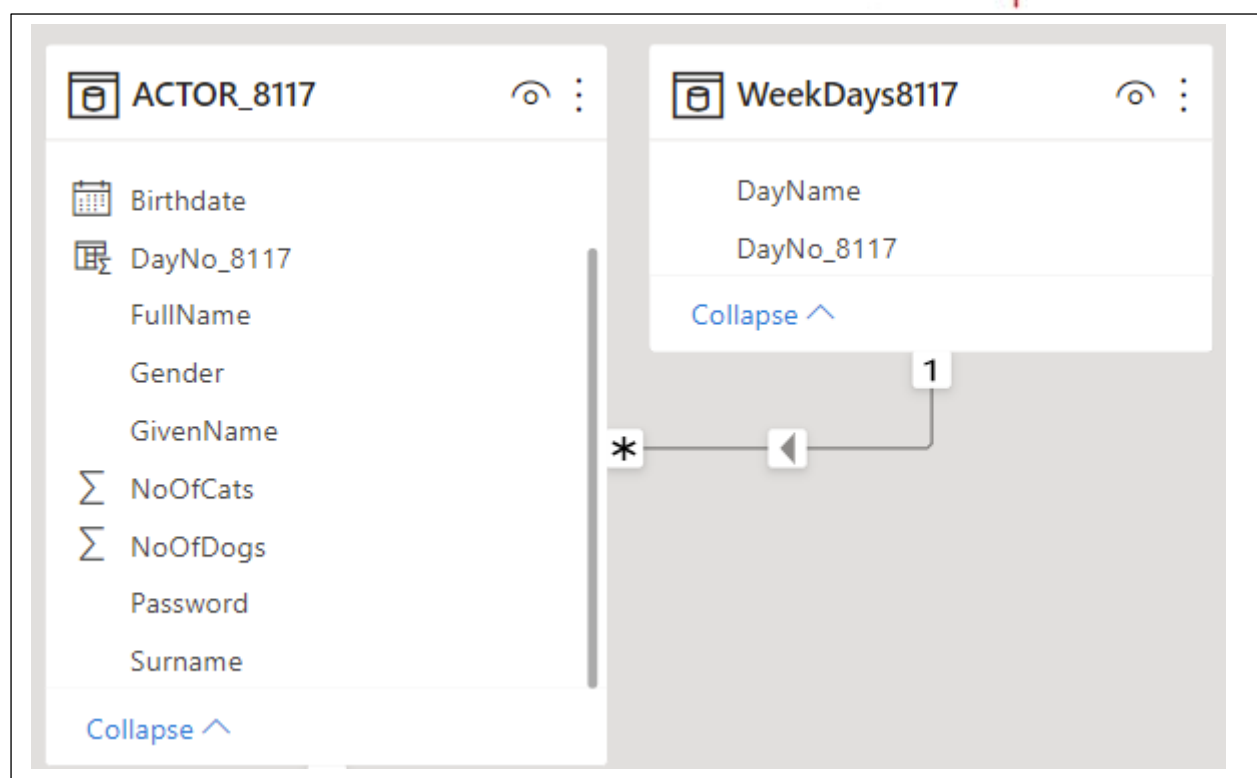 ACTOR_8117
Birthdate
DayNo_8117
FullName
Gender
GivenName
NoOfCats
NoOfDogs
Password
Surname
Collapse
WeekDays8117
DayName
DayNo_8117
Collapse
1
*